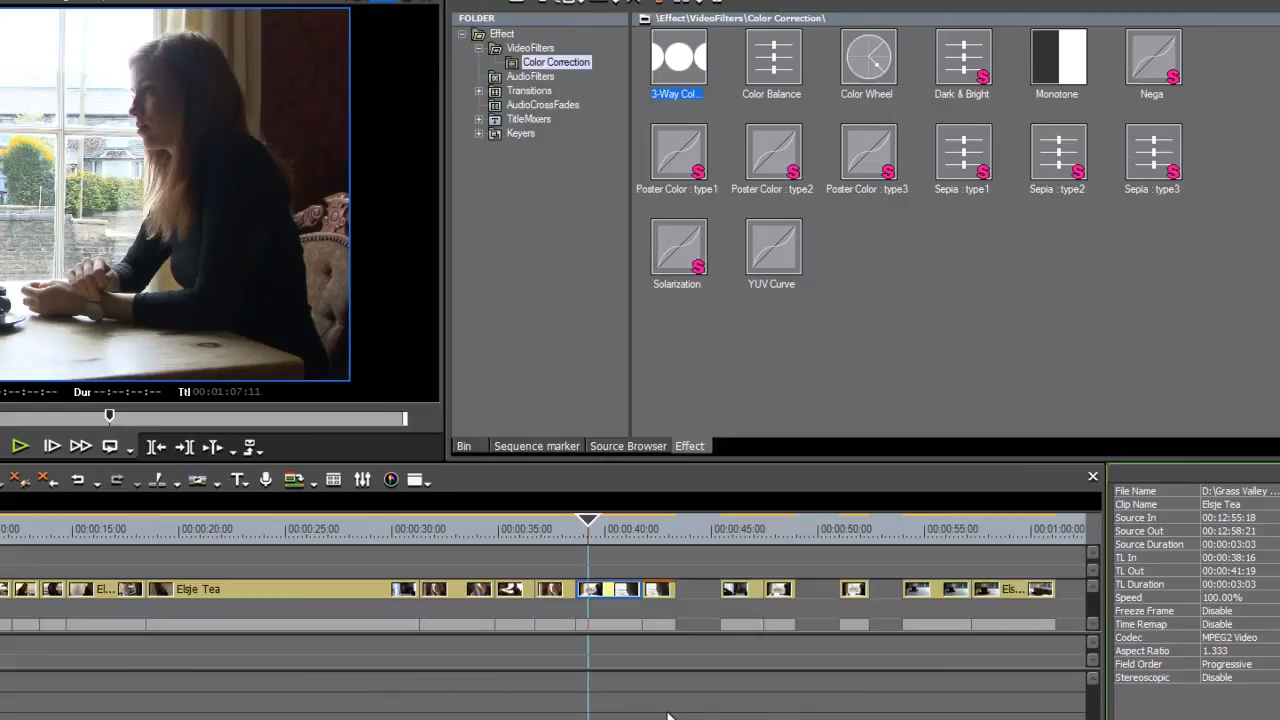 FOLDER
\Effect\VideoFilters\Color Correction\
Effect
VideoFilters
Color Correction
AudioFilters
Transitions
AudioCrossFades
TitleMixers
Keyers
3-Way Col...
Color Balance
Color Wheel
Dark & Bright
Monotone
Nega
Poster Color : type1
Poster Color : type2
Poster Color : type3
Sepia : type1
Sepia : type2
Sepia : type3
Solarization
YUV Curve
:--:--:-- Dur --:--:--:-- Ttl 00:01:07:11
Bin
Sequence marker
Source Browser
Effect
0:00 00:00:15:00 00:00:20:00 00:00:25:00 00:00:30:00 00:00:35:00 00:00:40:00 00:00:45:00 00:00:50:00 00:00:55:00 00:01:00:00
El...
Elsje Tea
Els...
File Name D:\Grass Valley ...
Clip Name Elsje Tea
Source In 00:12:55:18
Source Out 00:12:58:21
Source Duration 00:00:03:03
TL In 00:00:38:16
TL Out 00:00:41:19
TL Duration 00:00:03:03
Speed 100.00%
Freeze Frame Disable
Time Remap Disable
Codec MPEG2 Video
Aspect Ratio 1.333
Field Order Progressive
Stereoscopic Disable